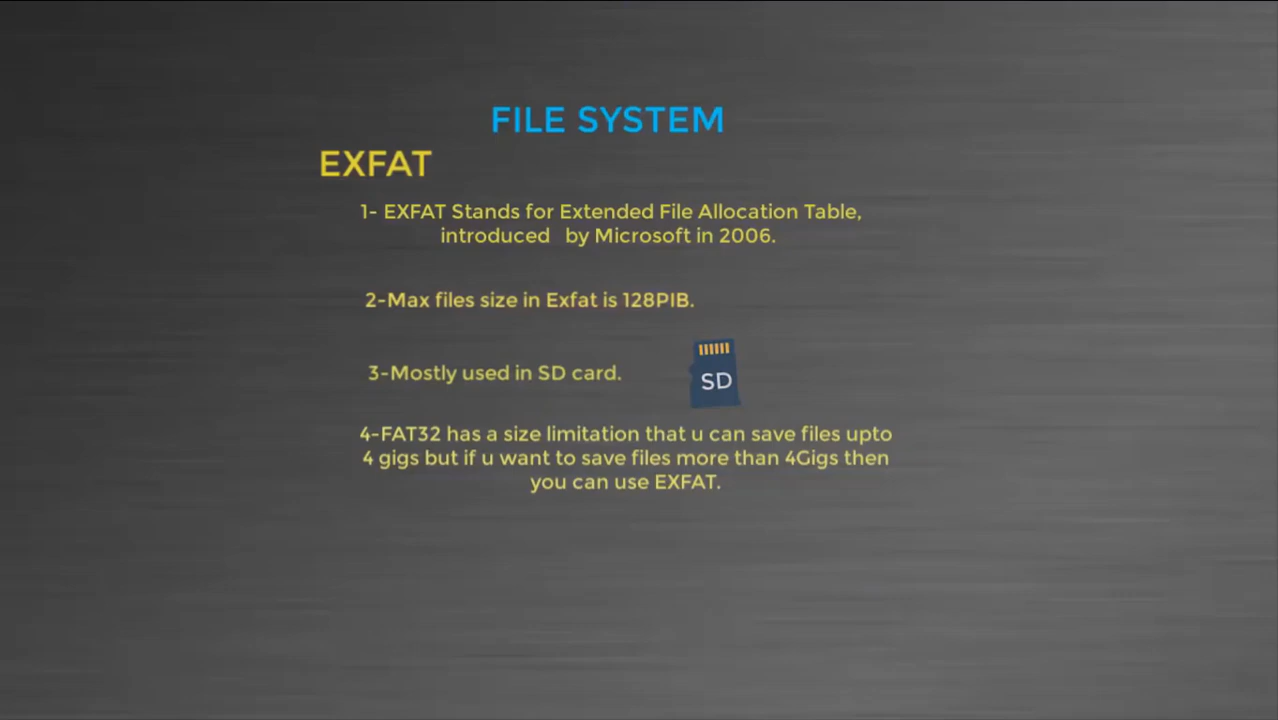 FILE SYSTEM
EXFAT
1- EXFAT Stands for Extended File Allocation Table,
introduced by Microsoft in 2006.
2-Max files size in Exfat is 128PIB.
3-Mostly used in SD card.
SD
4-FAT32 has a size limitation that u can save files upto
4 gigs but if u want to save files more than 4Gigs then
you can use EXFAT.